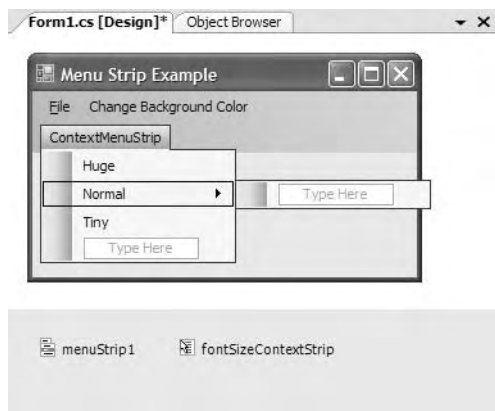 Form1.cs [Design]* Object Browser
Menu Strip Example
File Change Background Color
ContextMenuStrip
Huge
Normal Type Here
Tiny
Type Here
menuStrip1 fontSizeContextStrip